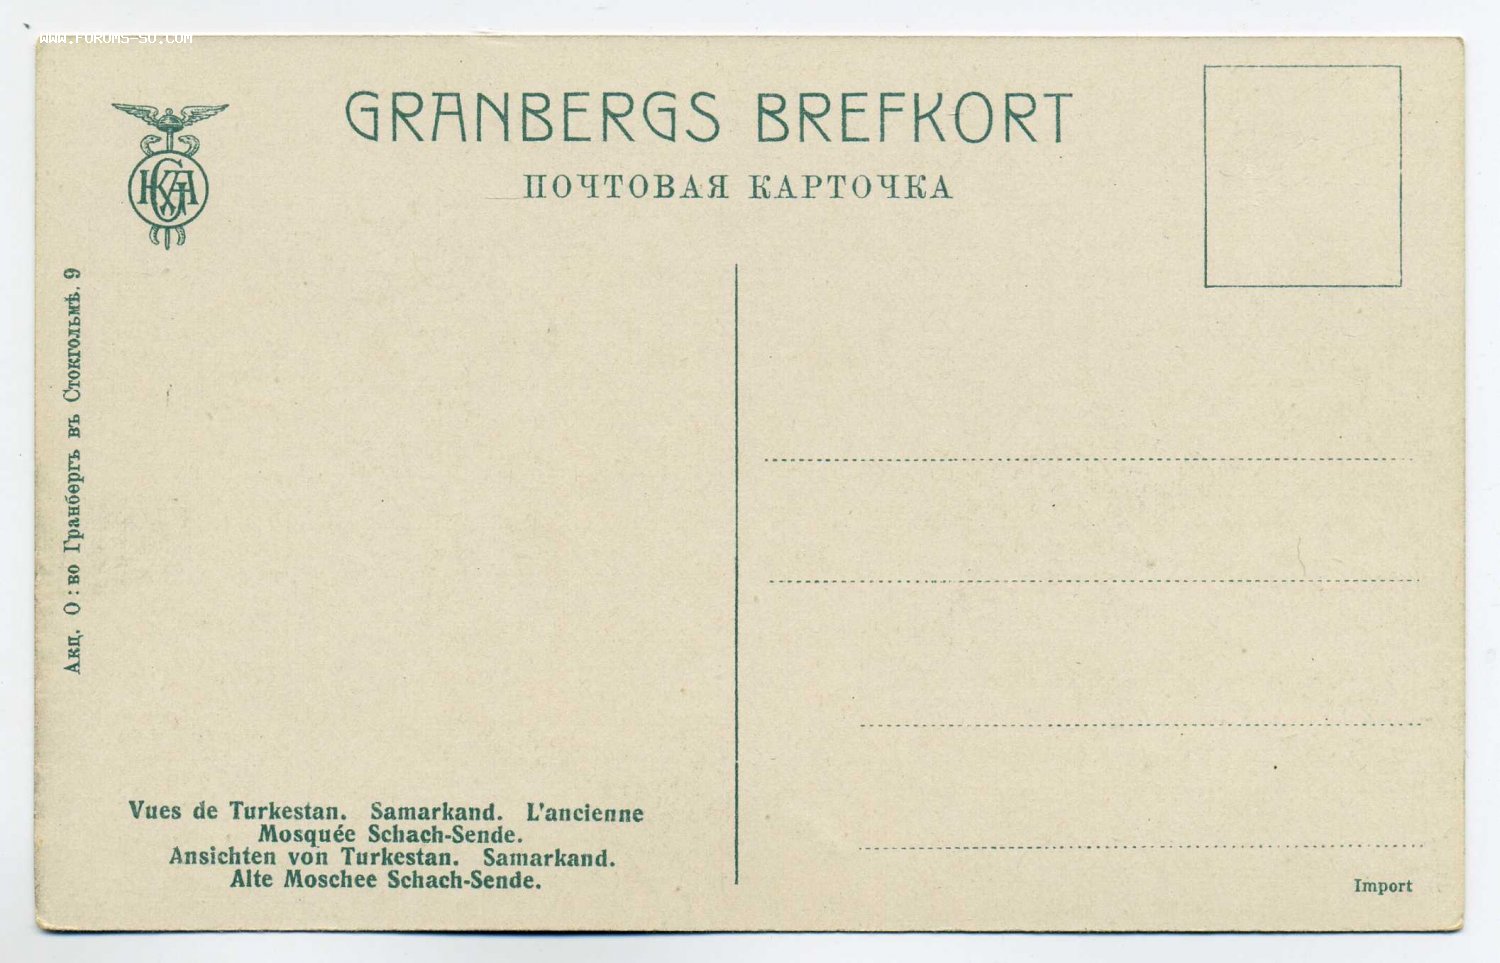 WWW.FORUMS-SU.COM
GRANBERGS BREFKORT
ПОЧТОВАЯ КАРТОЧКА
Акц. О:во Гранбергъ въ Стокгольмѣ. 9
Vues de Turkestan. Samarkand. L'ancienne
Mosquée Schach-Sende.
Ansichten von Turkestan. Samarkand.
Alte Moschee Schach-Sende.
Import